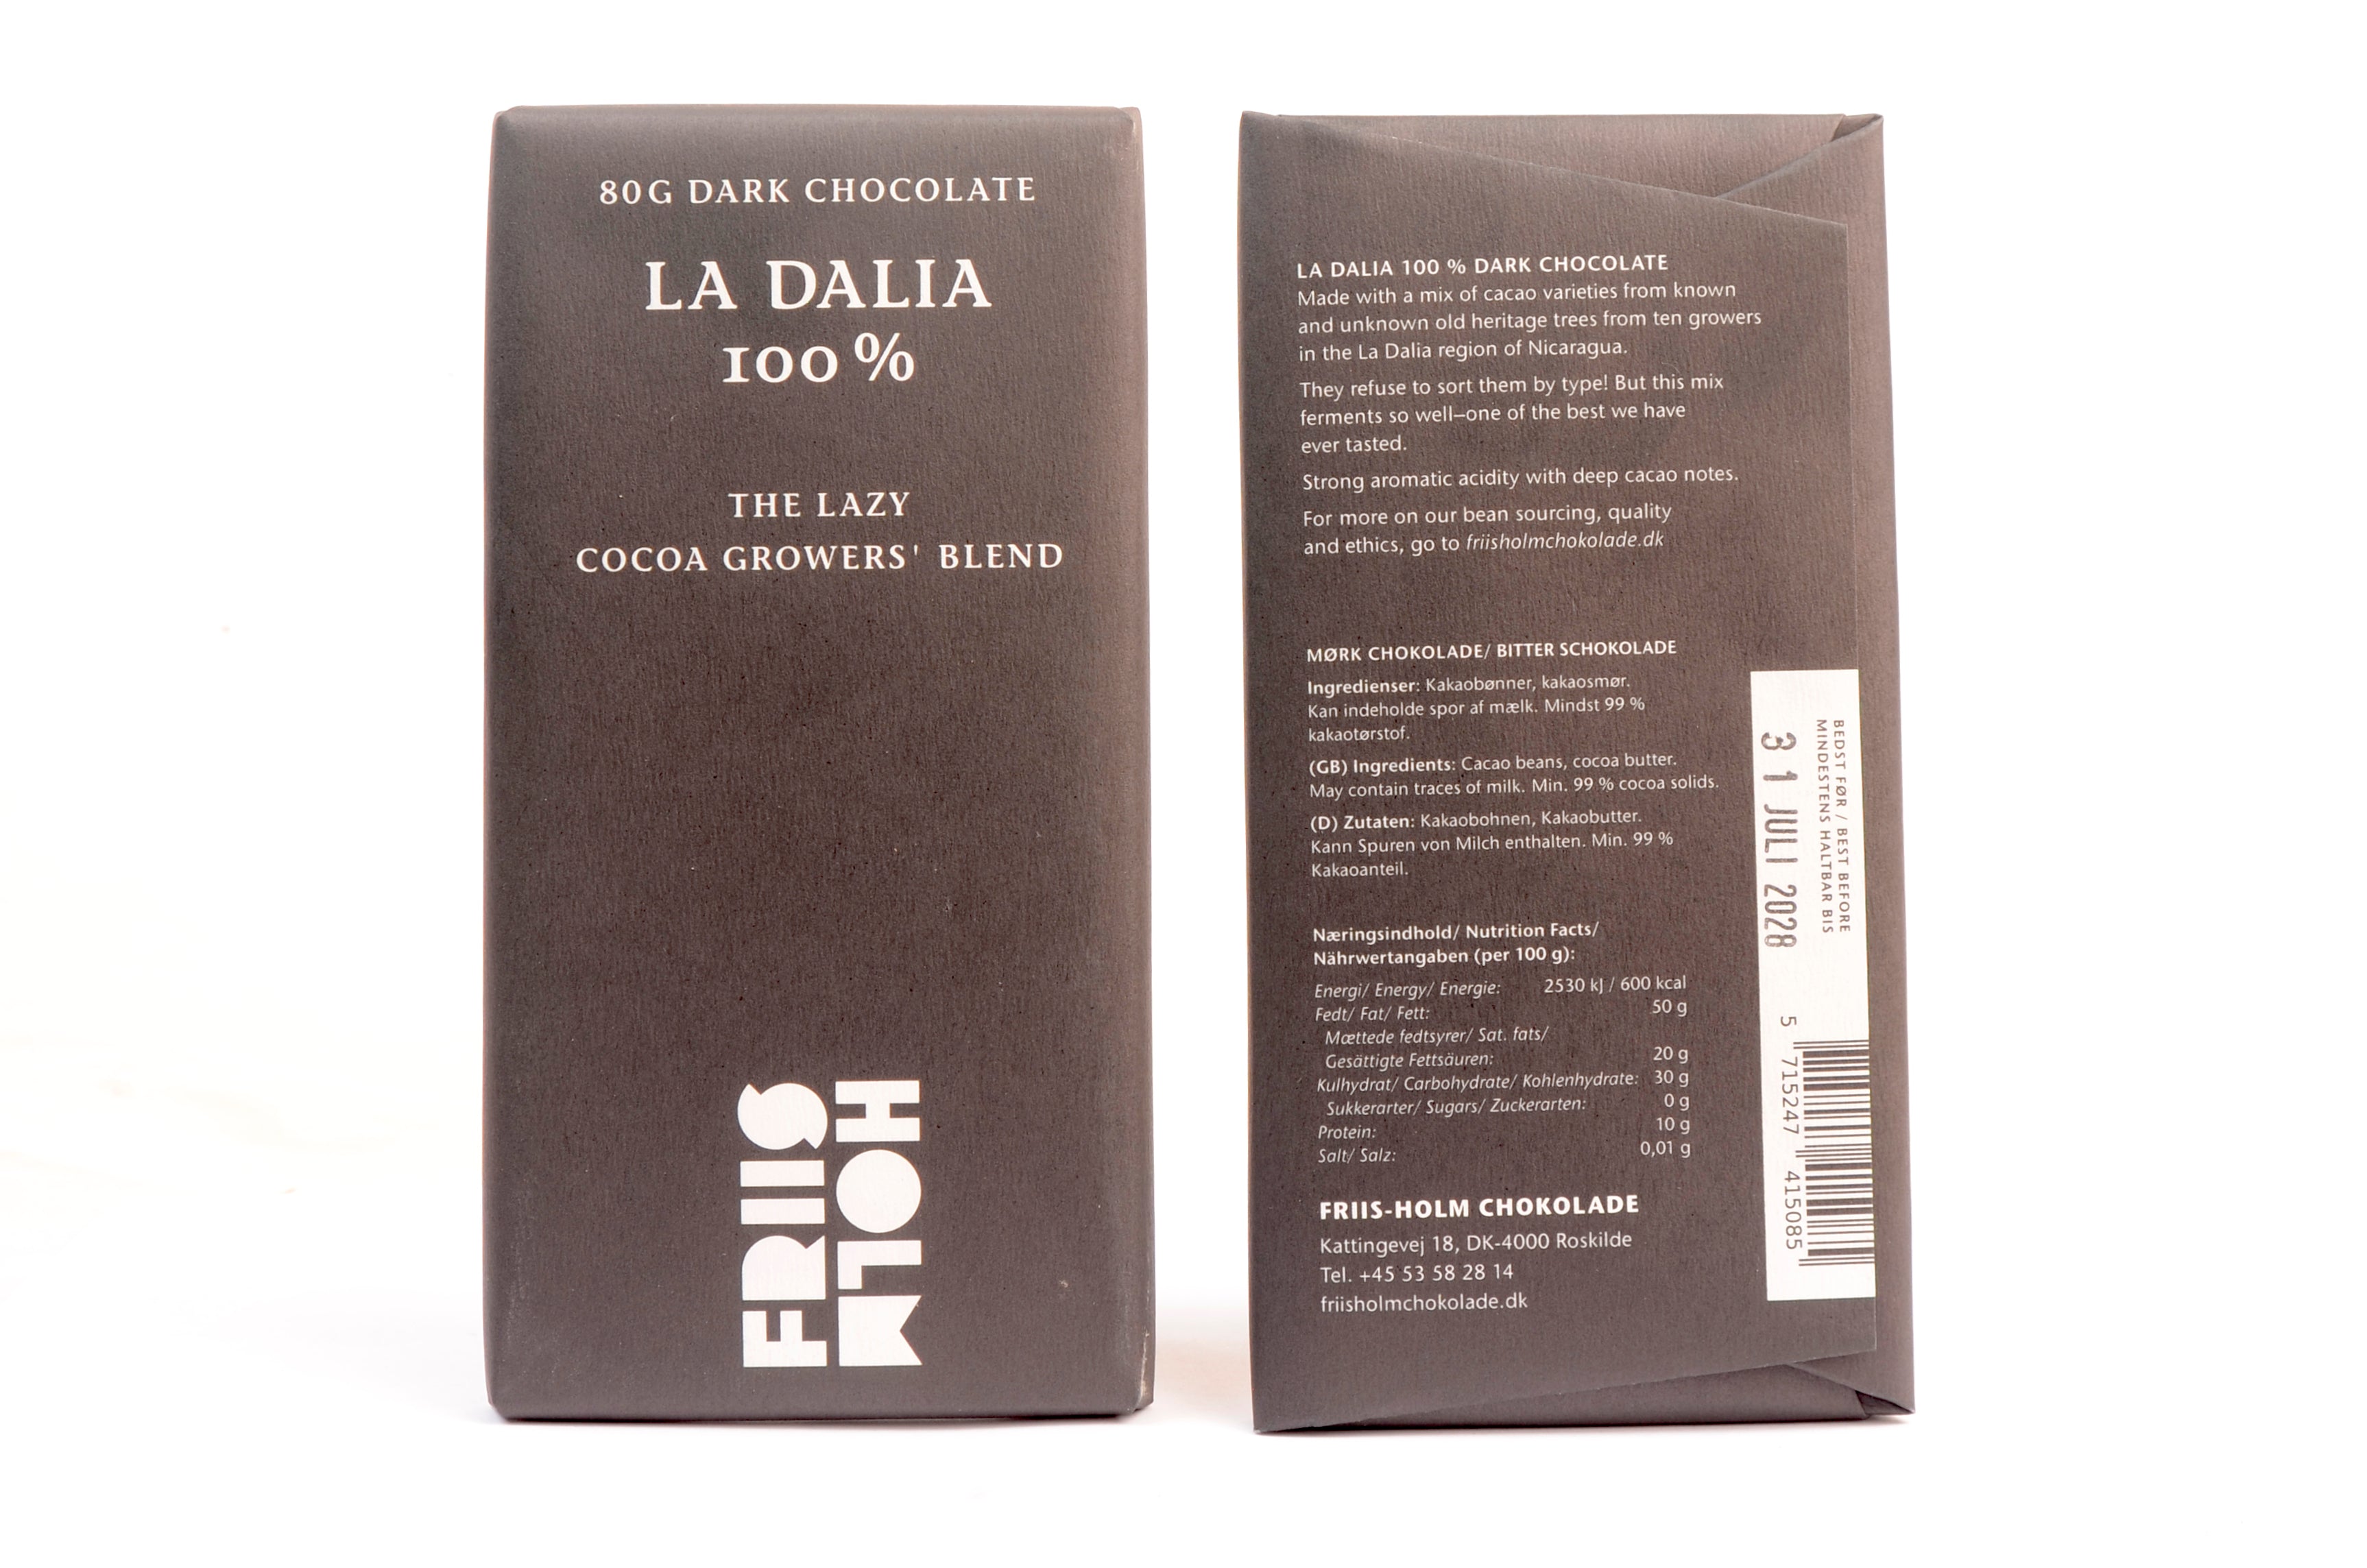 80G DARK CHOCOLATE
LA DALIA
100 %
THE LAZY
COCOA GROWERS' BLEND
FRIIS
HOLM
LA DALIA 100 % DARK CHOCOLATE
Made with a mix of cacao varieties from known
and unknown old heritage trees from ten growers
in the La Dalia region of Nicaragua.
They refuse to sort them by type! But this mix
ferments so well–one of the best we have
ever tasted.
Strong aromatic acidity with deep cacao notes.
For more on our bean sourcing, quality
and ethics, go to friisholmchokolade.dk
MØRK CHOKOLADE/ BITTER SCHOKOLADE
Ingredienser: Kakaobønner, kakaosmør.
Kan indeholde spor af mælk. Mindst 99 %
kakaotørstof.
(GB) Ingredients: Cacao beans, cocoa butter.
May contain traces of milk. Min. 99 % cocoa solids.
(D) Zutaten: Kakaobohnen, Kakaobutter.
Kann Spuren von Milch enthalten. Min. 99 %
Kakaoanteil.
Næringsindhold/ Nutrition Facts/
Nährwertangaben (per 100 g):
Energi/ Energy/ Energie: 2530 kJ / 600 kcal
Fedt/ Fat/ Fett: 50 g
Mættede fedtsyrer/ Sat. fats/
Gesättigte Fettsäuren: 20 g
Kulhydrat/ Carbohydrate/ Kohlenhydrate: 30 g
Sukkerarter/ Sugars/ Zuckerarten: 0 g
Protein: 10 g
Salt/ Salz: 0,01 g
FRIIS-HOLM CHOKOLADE
Kattingevej 18, DK-4000 Roskilde
Tel. +45 53 58 28 14
friisholmchokolade.dk
BEDST FØR / BEST BEFORE
MINDESTENS HALTBAR BIS
31 JULI 2028
5 715247 415085